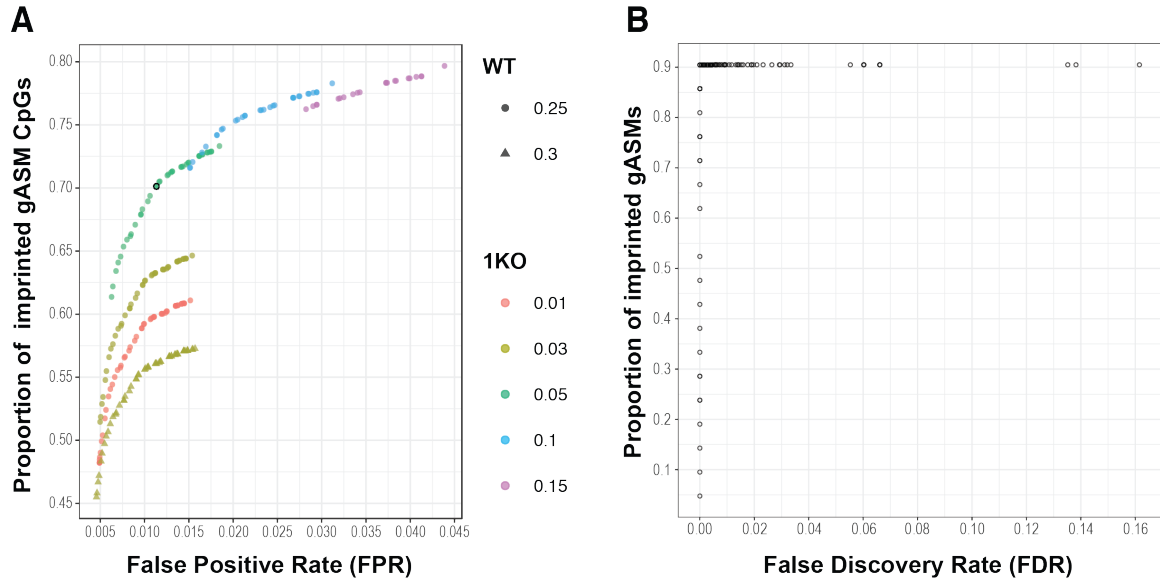 A
Proportion of imprinted gASM CpGs
0.80
0.75
0.70
0.65
0.60
0.55
0.50
0.45
0.005 0.010 0.015 0.020 0.025 0.030 0.035 0.040 0.045
False Positive Rate (FPR)
WT
0.25
0.3
1KO
0.01
0.03
0.05
0.1
0.15
B
Proportion of imprinted gASMs
0.9
0.8
0.7
0.6
0.5
0.4
0.3
0.2
0.1
0.00 0.02 0.04 0.06 0.08 0.10 0.12 0.14 0.16
False Discovery Rate (FDR)